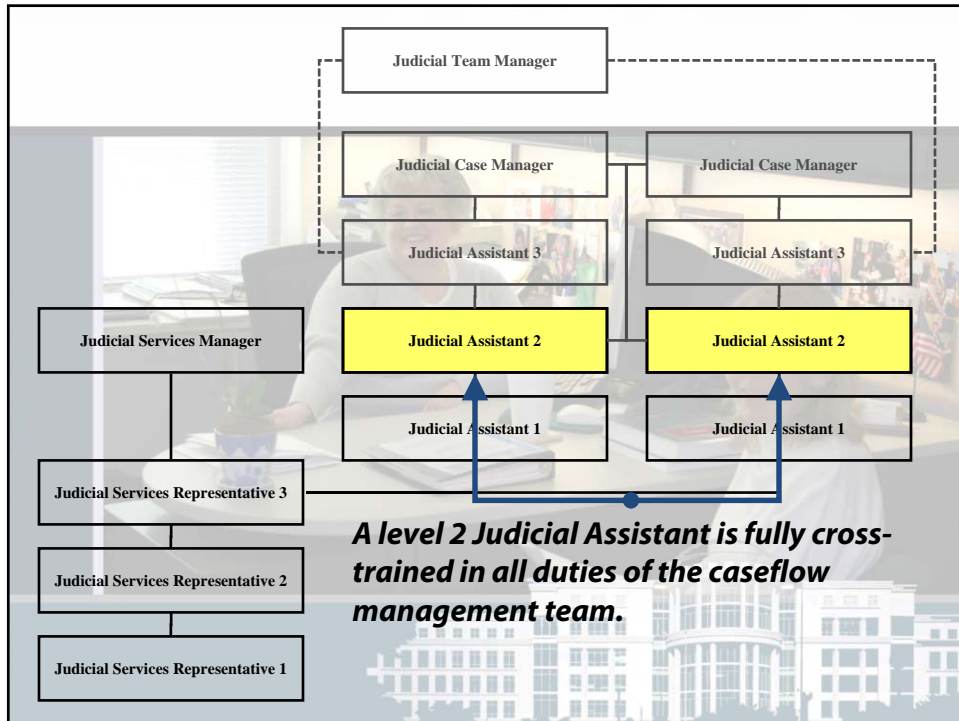 Judicial Team Manager
Judicial Case Manager
Judicial Case Manager
Judicial Assistant 3
Judicial Assistant 3
Judicial Services Manager
Judicial Assistant 2
Judicial Assistant 2
Judicial Assistant 1
Judicial Assistant 1
Judicial Services Representative 3
A level 2 Judicial Assistant is fully cross-
trained in all duties of the caseflow
management team.
Judicial Services Representative 2
Judicial Services Representative 1